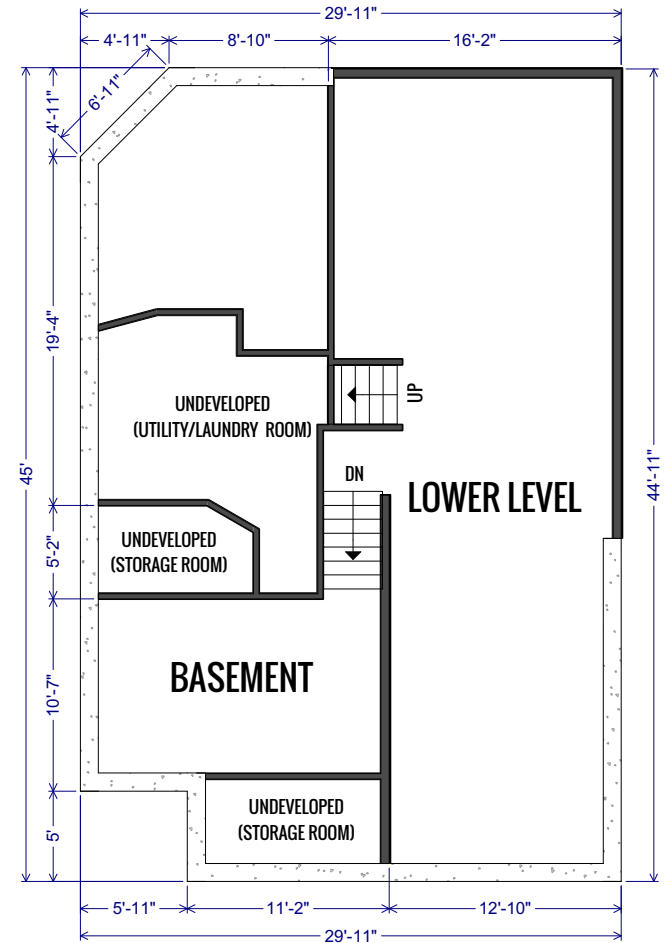 29'-11"
4'-11"
8'-10"
16'-2"
6'-11"
4'-11"
19'-4"
UNDEVELOPED
(UTILITY/LAUNDRY ROOM)
UP
DN
LOWER LEVEL
45'
44'-11"
5'-2"
UNDEVELOPED
(STORAGE ROOM)
BASEMENT
10'-7"
UNDEVELOPED
(STORAGE ROOM)
5'
5'-11"
11'-2"
12'-10"
29'-11"